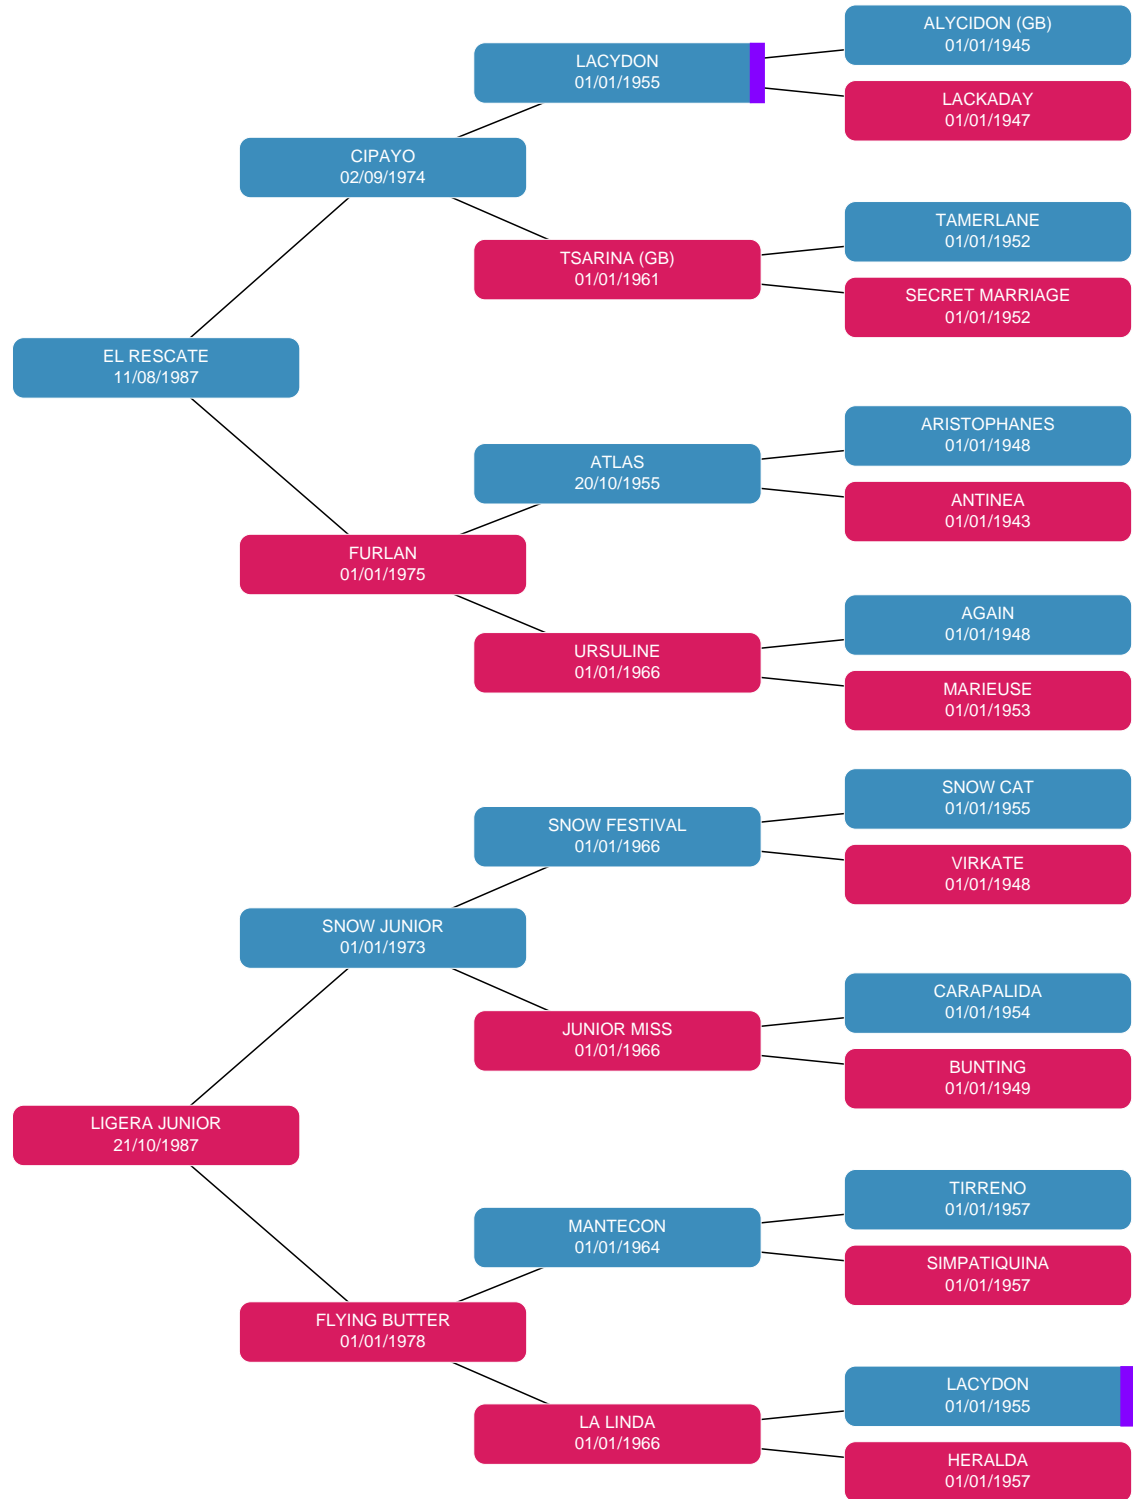 ALYCIDON (GB)
01/01/1945
LACYDON
01/01/1955
LACKADAY
01/01/1947
CIPAYO
02/09/1974
TAMERLANE
01/01/1952
TSARINA (GB)
01/01/1961
SECRET MARRIAGE
01/01/1952
EL RESCATE
11/08/1987
ARISTOPHANES
01/01/1948
ATLAS
20/10/1955
ANTINEA
01/01/1943
FURLAN
01/01/1975
AGAIN
01/01/1948
URSULINE
01/01/1966
MARIEUSE
01/01/1953
SNOW CAT
01/01/1955
SNOW FESTIVAL
01/01/1966
VIRKATE
01/01/1948
SNOW JUNIOR
01/01/1973
CARAPALIDA
01/01/1954
JUNIOR MISS
01/01/1966
BUNTING
01/01/1949
LIGERA JUNIOR
21/10/1987
TIRRENO
01/01/1957
MANTECON
01/01/1964
SIMPATIQUINA
01/01/1957
FLYING BUTTER
01/01/1978
LACYDON
01/01/1955
LA LINDA
01/01/1966
HERALDA
01/01/1957